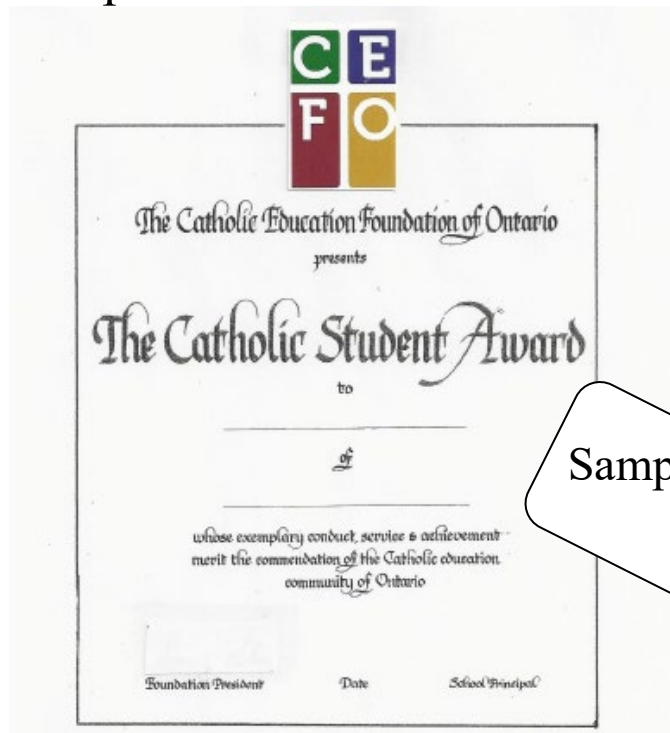 C E
F O
The Catholic Education Foundation of Ontario
presents
The Catholic Student Award
to
of
whose exemplary conduct, service & achievement
merit the commendation of the Catholic education
community of Ontario
Foundation President Date School Principal
Samp